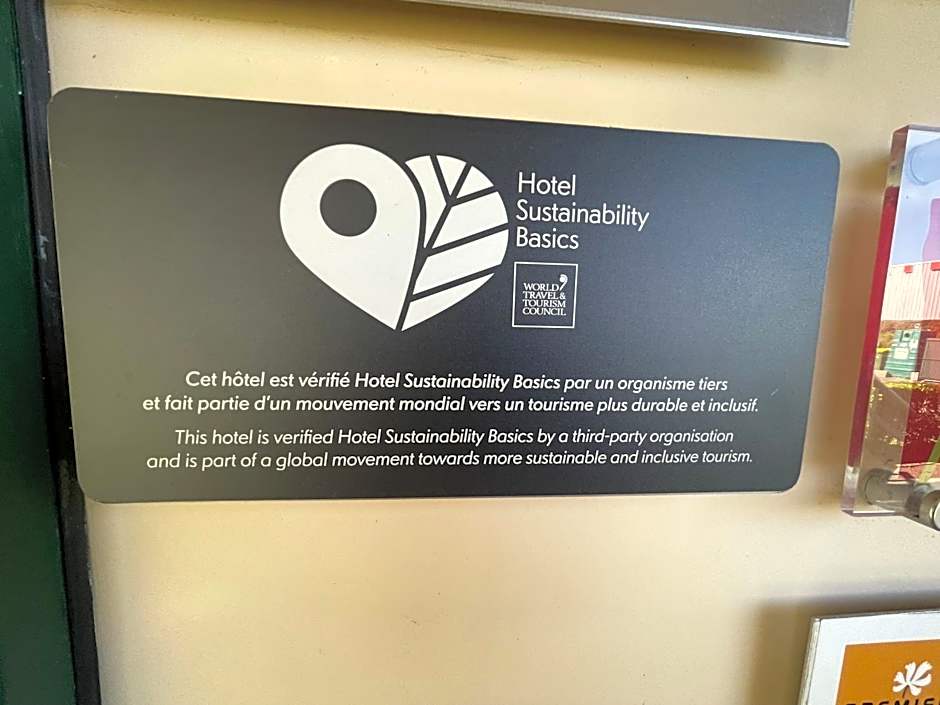 Hotel
Sustainability
Basics
WORLD
TRAVEL &
TOURISM
COUNCIL
Cet hôtel est vérifié Hotel Sustainability Basics par un organisme tiers
et fait partie d'un mouvement mondial vers un tourisme plus durable et inclusif.
This hotel is verified Hotel Sustainability Basics by a third-party organisation
and is part of a global movement towards more sustainable and inclusive tourism.